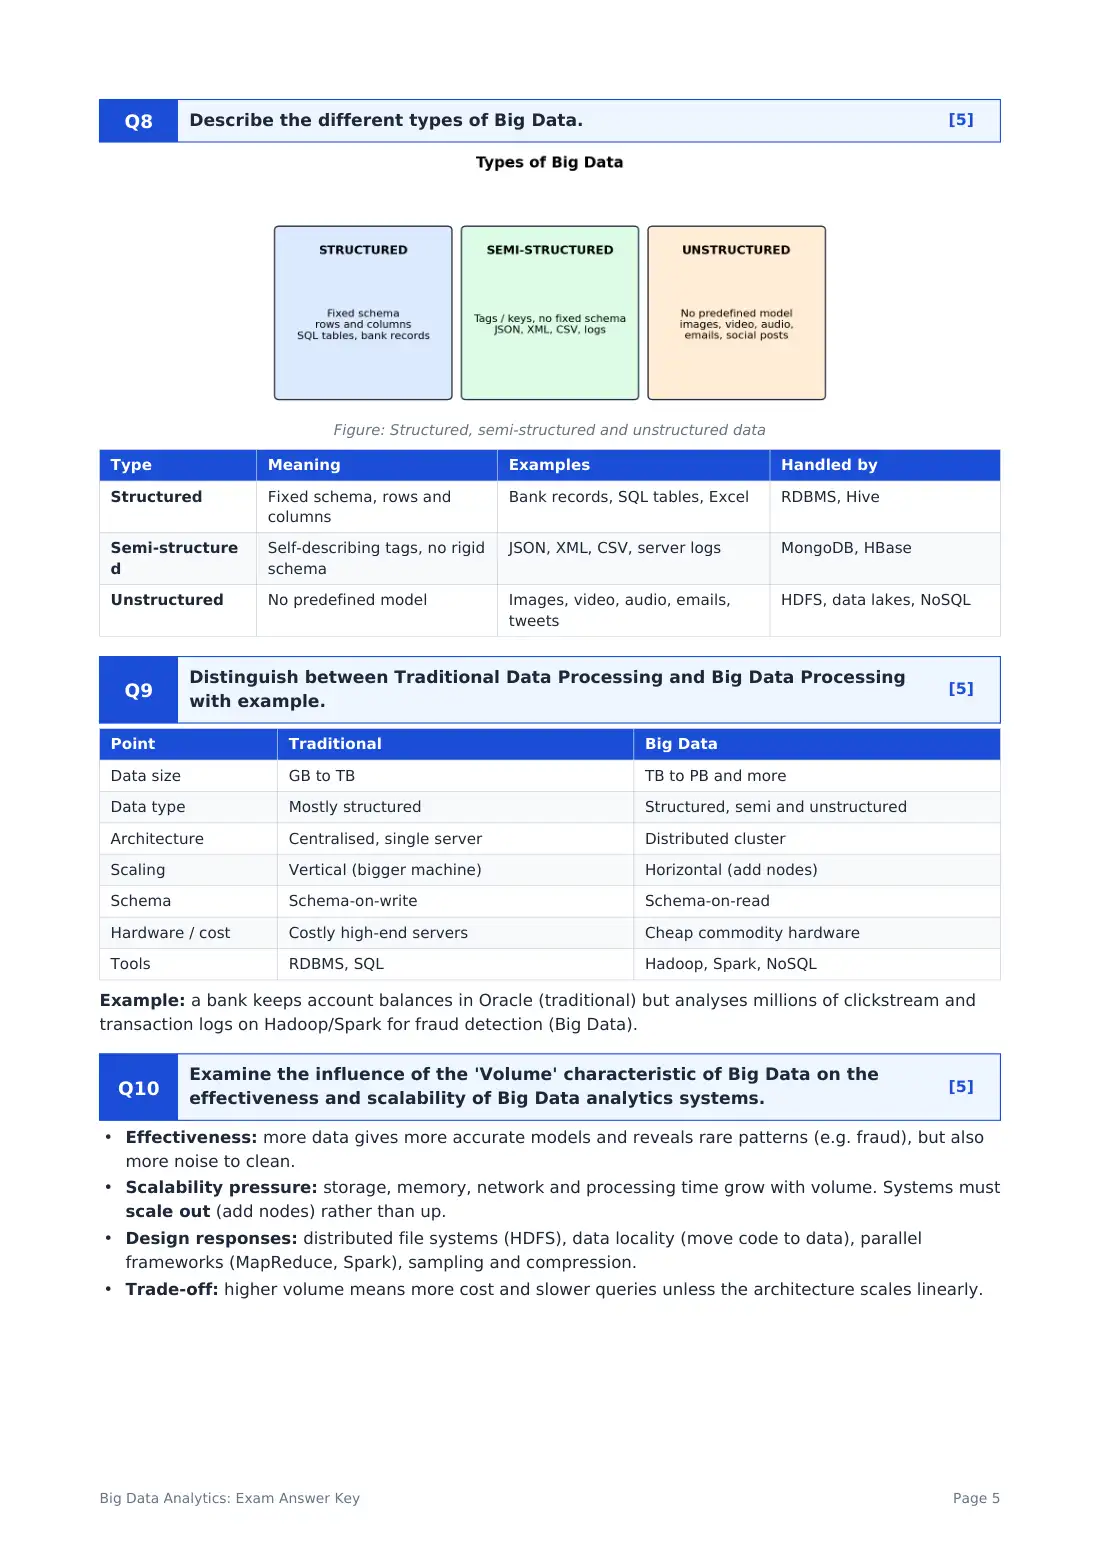 Q8 Describe the different types of Big Data. [5]
Types of Big Data
STRUCTURED SEMI-STRUCTURED UNSTRUCTURED
Fixed schema
rows and columns
SQL tables, bank records
Tags / keys, no fixed schema
JSON, XML, CSV, logs
No predefined model
images, video, audio,
emails, social posts
Figure: Structured, semi-structured and unstructured data
Type Meaning Examples Handled by
Structured Fixed schema, rows and Bank records, SQL tables, Excel RDBMS, Hive
columns
Semi-structure Self-describing tags, no rigid JSON, XML, CSV, server logs MongoDB, HBase
d schema
Unstructured No predefined model Images, video, audio, emails, HDFS, data lakes, NoSQL
tweets
Q9 Distinguish between Traditional Data Processing and Big Data Processing [5]
with example.
Point Traditional Big Data
Data size GB to TB TB to PB and more
Data type Mostly structured Structured, semi and unstructured
Architecture Centralised, single server Distributed cluster
Scaling Vertical (bigger machine) Horizontal (add nodes)
Schema Schema-on-write Schema-on-read
Hardware / cost Costly high-end servers Cheap commodity hardware
Tools RDBMS, SQL Hadoop, Spark, NoSQL
Example: a bank keeps account balances in Oracle (traditional) but analyses millions of clickstream and
transaction logs on Hadoop/Spark for fraud detection (Big Data).
Q10 Examine the influence of the 'Volume' characteristic of Big Data on the [5]
effectiveness and scalability of Big Data analytics systems.
• Effectiveness: more data gives more accurate models and reveals rare patterns (e.g. fraud), but also
more noise to clean.
• Scalability pressure: storage, memory, network and processing time grow with volume. Systems must
scale out (add nodes) rather than up.
• Design responses: distributed file systems (HDFS), data locality (move code to data), parallel
frameworks (MapReduce, Spark), sampling and compression.
• Trade-off: higher volume means more cost and slower queries unless the architecture scales linearly.
Big Data Analytics: Exam Answer Key Page 5